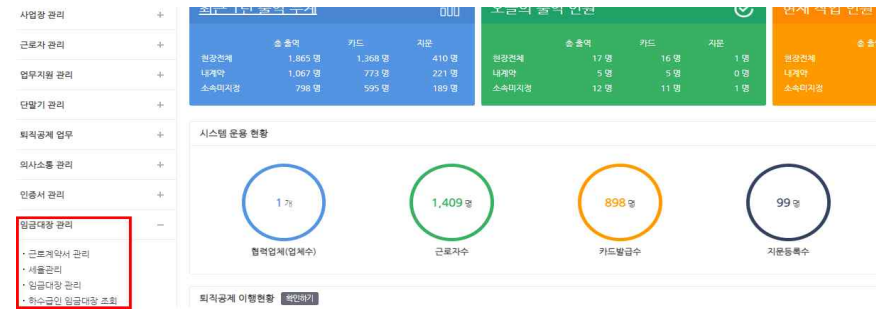 사업장 관리 +
근로자 관리 +
업무지원 관리 +
단말기 관리 +
퇴직공제 업무 +
의사소통 관리 +
인증서 관리 +
임금대장 관리 −
· 근로계약서 관리
· 세율관리
· 임금대장 관리
· 하수급인 임금대장 조회
최근 1년 출역 추계
총 출역 카드 지문
현장전체 1,865 명 1,368 명 410 명
내계약 1,067 명 773 명 221 명
소속미지정 798 명 595 명 189 명
오늘의 출역 인원
총 출역 카드 지문
현장전체 17 명 16 명 1 명
내계약 5 명 5 명 0 명
소속미지정 12 명 11 명 1 명
현재 작업 인원
총 출
현장전체
내계약
소속미지정
시스템 운용 현황
1 개
협력업체(업체수)
1,409 명
근로자수
898 명
카드발급수
99 명
지문등록수
퇴직공제 이행현황 확인하기